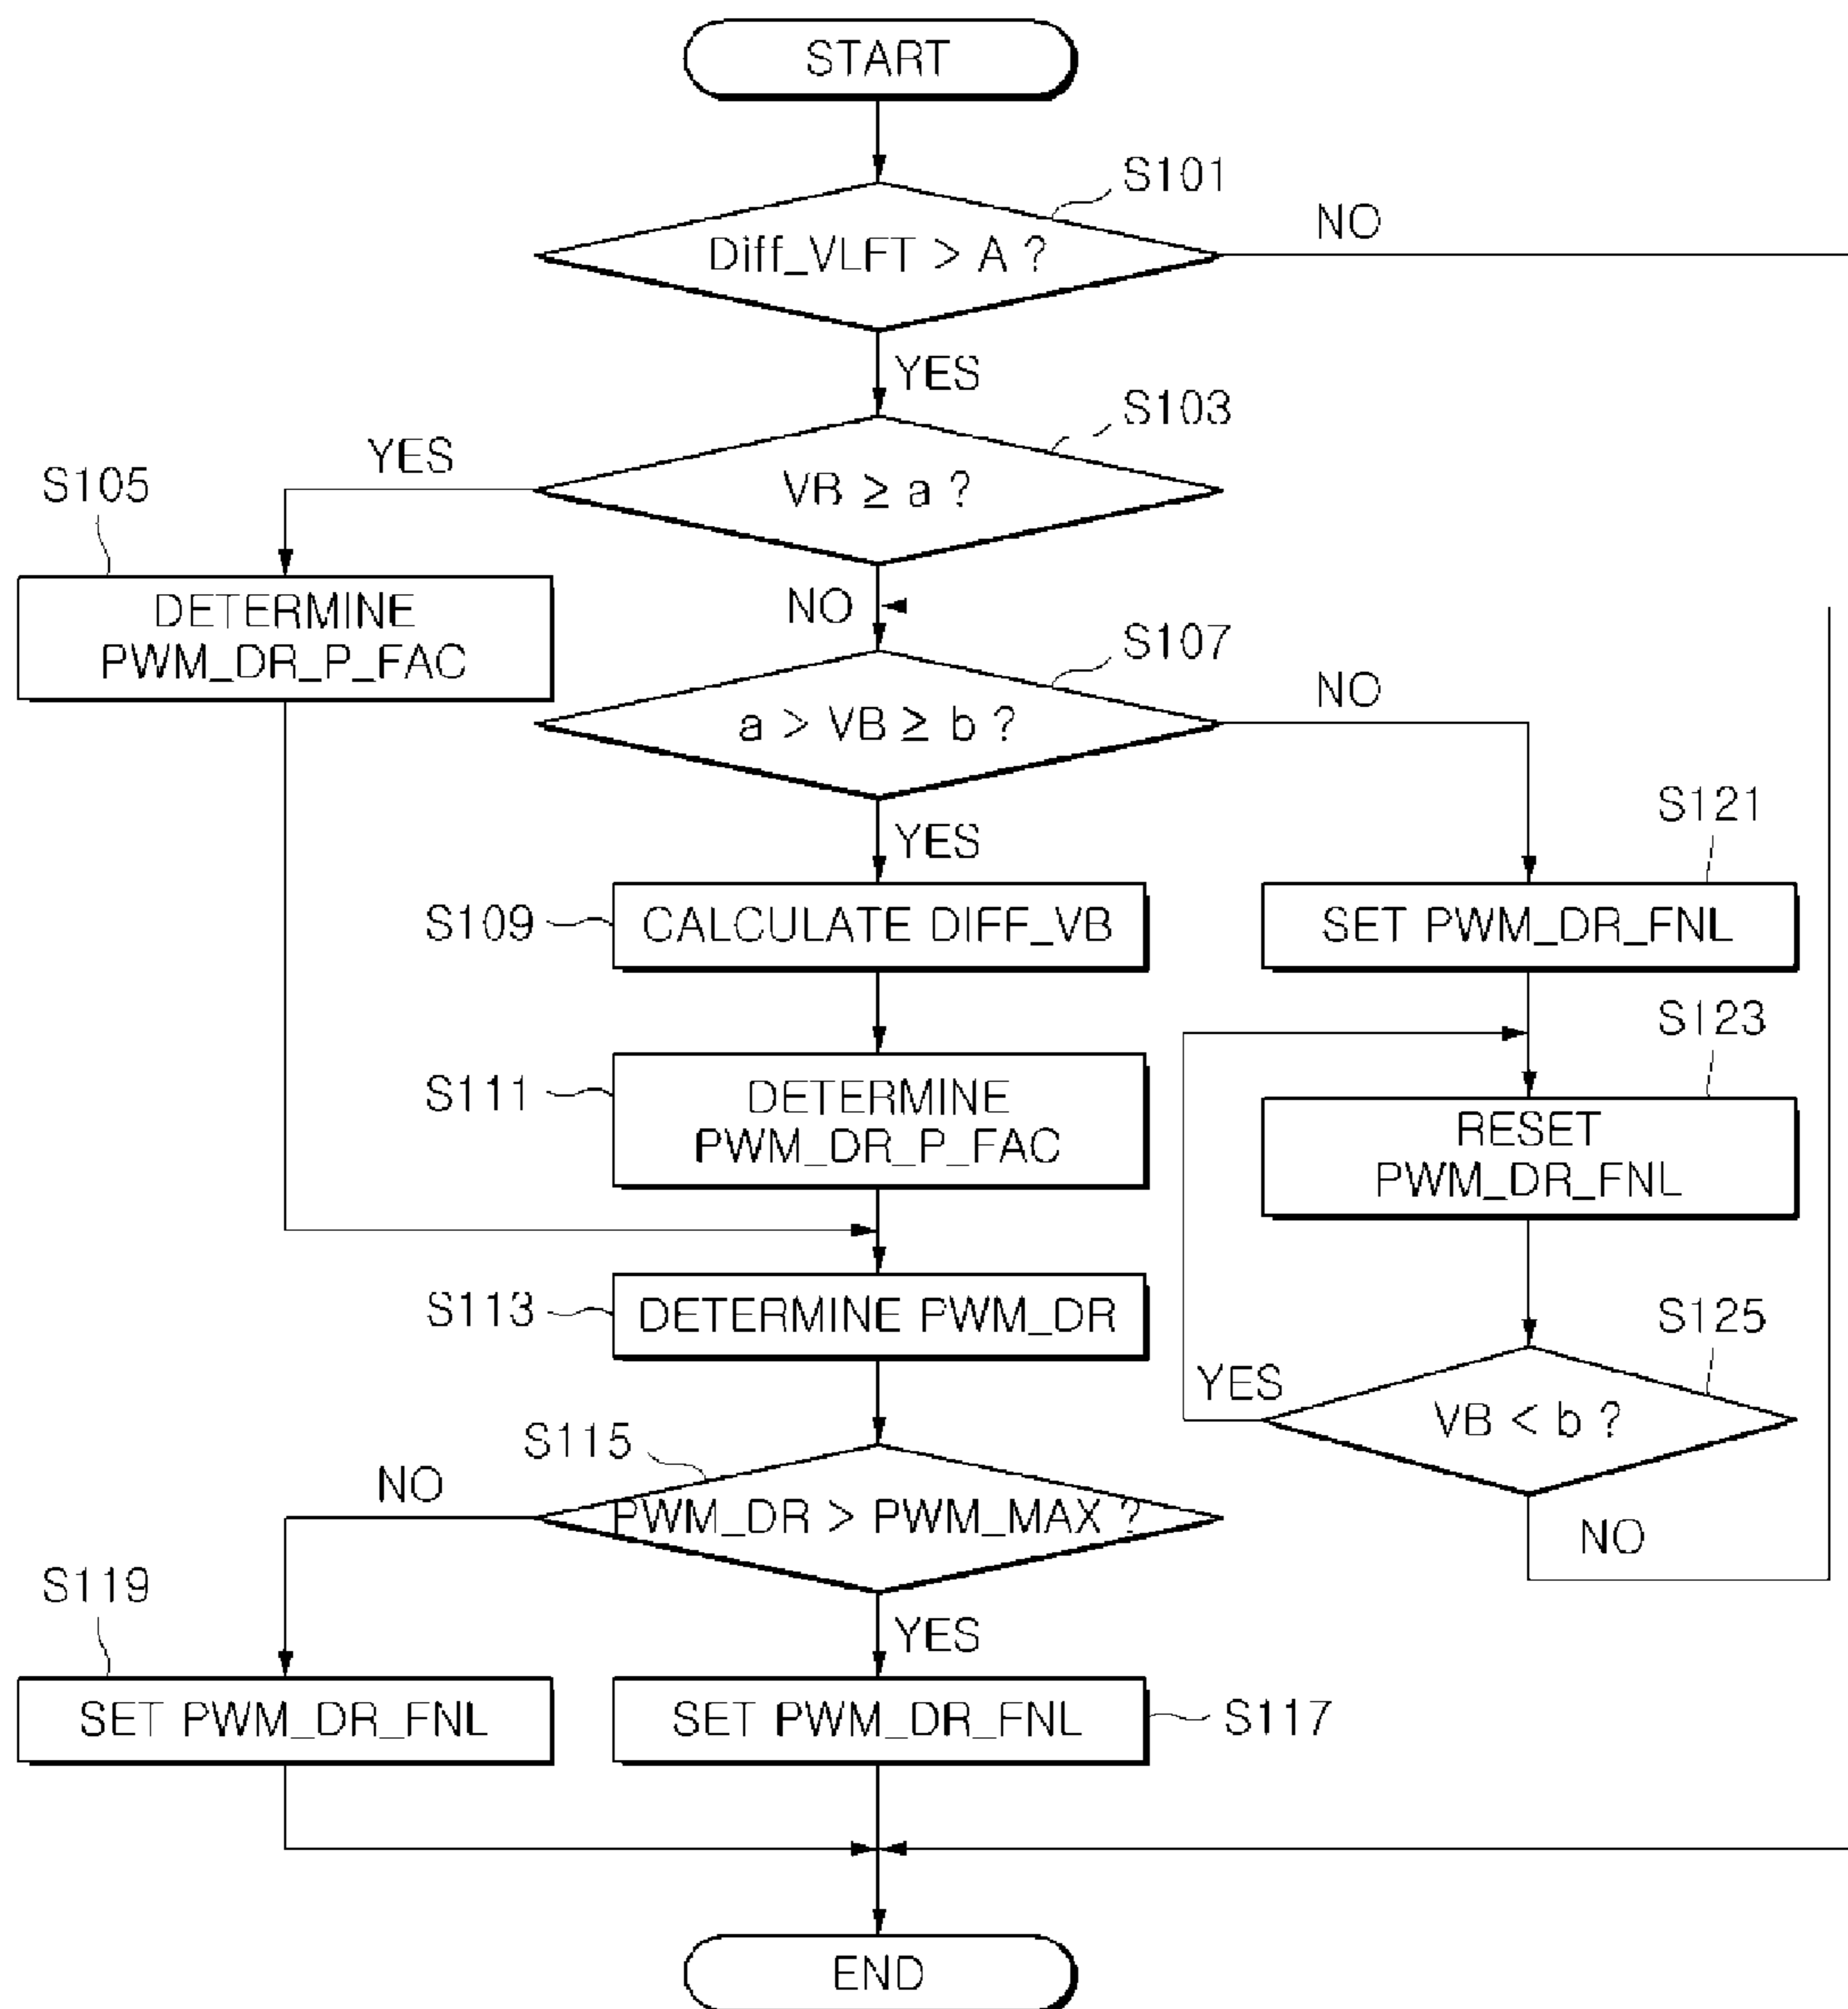 START
S101
Diff_VLFT > A ?
NO
YES
S103
VB ≥ a ?
YES
S105
DETERMINE
PWM_DR_P_FAC
NO
S107
a > VB ≥ b ?
NO
YES
S109
CALCULATE DIFF_VB
S121
SET PWM_DR_FNL
S111
DETERMINE
PWM_DR_P_FAC
S123
RESET
PWM_DR_FNL
S113
DETERMINE PWM_DR
S125
YES
VB < b ?
NO
S115
PWM_DR > PWM_MAX ?
NO
YES
S119
SET PWM_DR_FNL
SET PWM_DR_FNL
S117
END